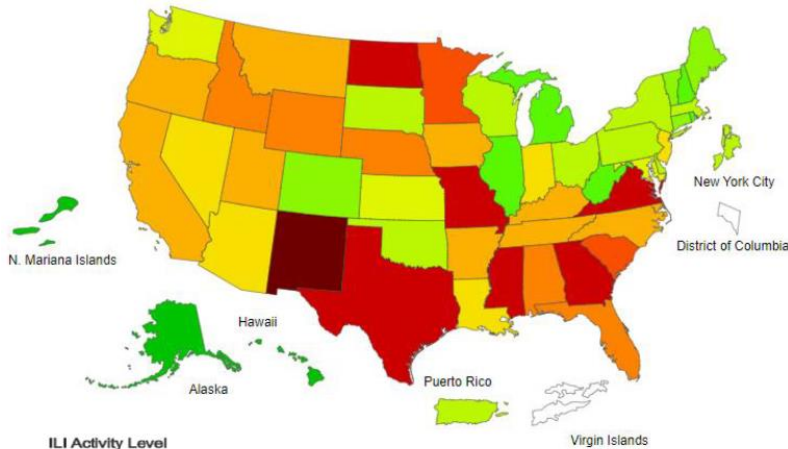 New York City
N. Mariana Islands
District of Columbia
Hawaii
Alaska
Puerto Rico
Virgin Islands
ILI Activity Level